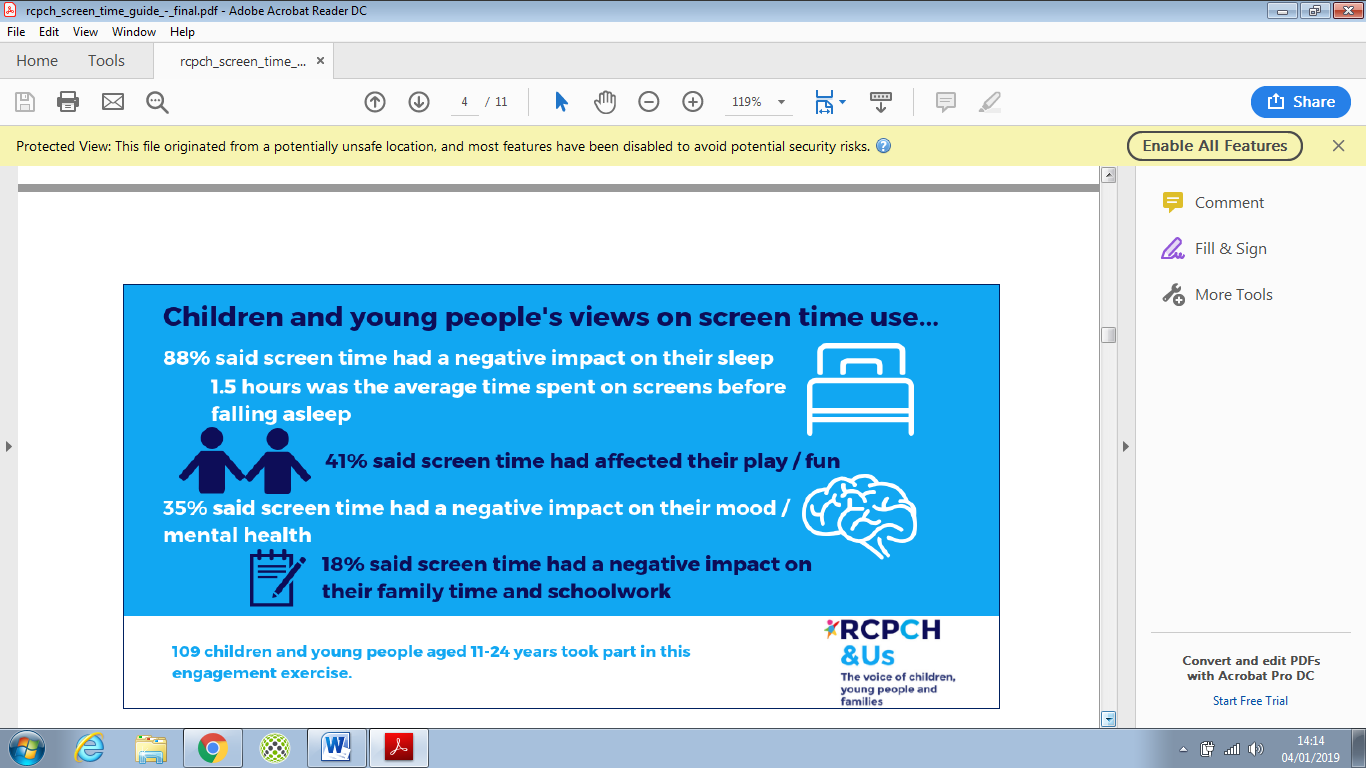 rcpch_screen_time_guide_-_final.pdf - Adobe Acrobat Reader DC
File Edit View Window Help
Home Tools rcpch_screen_time_... ×
4 / 11 119% Share
Protected View: This file originated from a potentially unsafe location, and most features have been disabled to avoid potential security risks. ? Enable All Features
Comment
Fill & Sign
More Tools
Children and young people's views on screen time use...
88% said screen time had a negative impact on their sleep
1.5 hours was the average time spent on screens before
falling asleep
41% said screen time had affected their play / fun
35% said screen time had a negative impact on their mood /
mental health
18% said screen time had a negative impact on
their family time and schoolwork
109 children and young people aged 11-24 years took part in this
engagement exercise.
RCPCH
&Us
The voice of children,
young people and
families
Convert and edit PDFs
with Acrobat Pro DC
Start Free Trial
14:14
04/01/2019